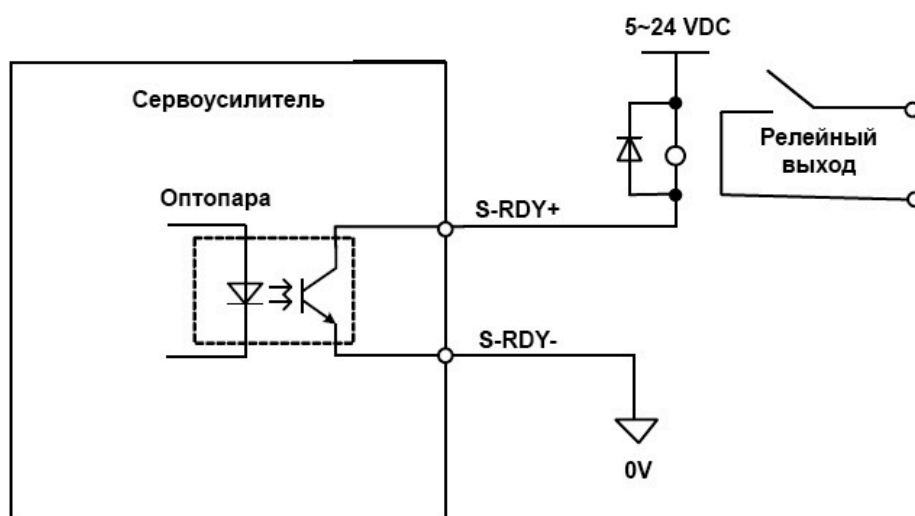 5~24 VDC
Сервоусилитель
Релейный
выход
Оптопара
S-RDY+
S-RDY-
0V